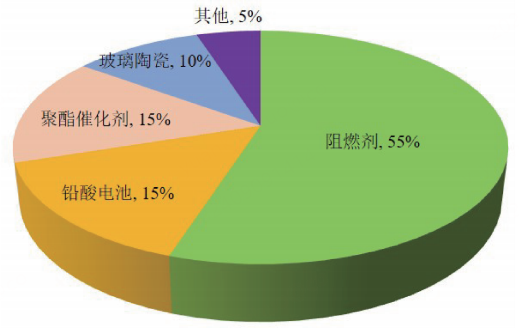 其他, 5%
玻璃陶瓷, 10%
聚酯催化剂, 15%
阻燃剂, 55%
铅酸电池, 15%